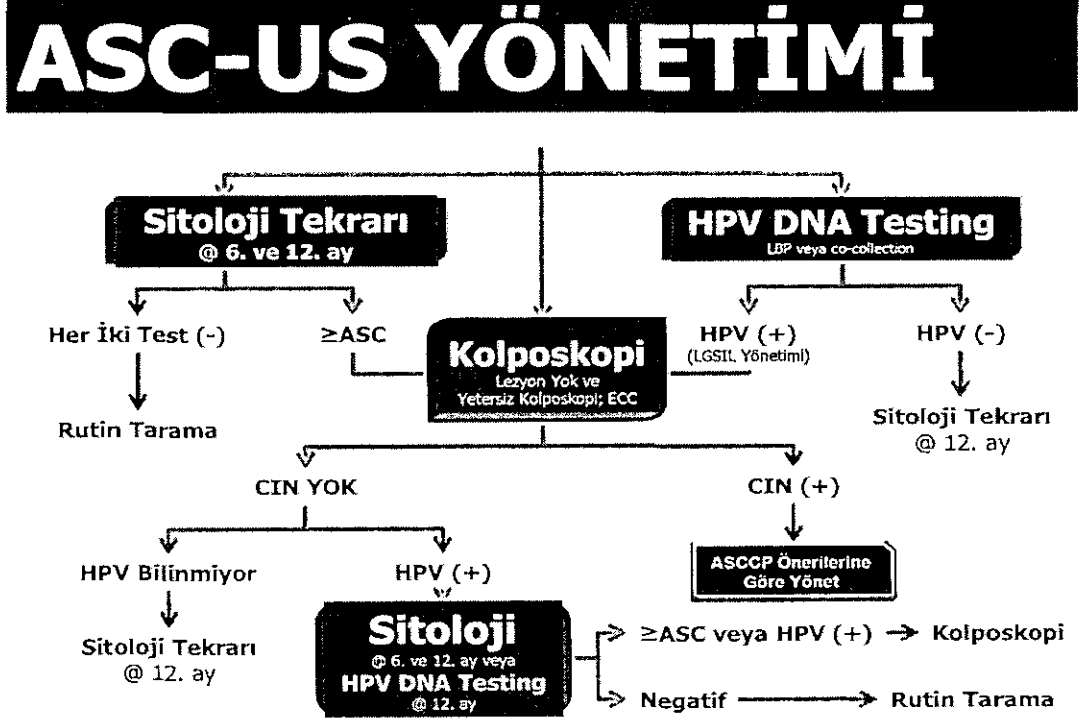 ASC-US YÖNETİMİ
Sitoloji Tekrarı
@ 6. ve 12. ay
HPV DNA Testing
LBP veya co-collection
Her İki Test (-)
≥ASC
Kolposkopi
Lezyon Yok ve
Yetersiz Kolposkopi; ECC
HPV (+)
(LGSIL Yönetimi)
HPV (-)
Rutin Tarama
Sitoloji Tekrarı
@ 12. ay
CIN YOK
CIN (+)
HPV Bilinmiyor
HPV (+)
ASCCP Önerilerine
Göre Yönet
Sitoloji Tekrarı
@ 12. ay
Sitoloji
@ 6. ve 12. ay veya
HPV DNA Testing
@ 12. ay
≥ASC veya HPV (+) → Kolposkopi
Negatif → Rutin Tarama